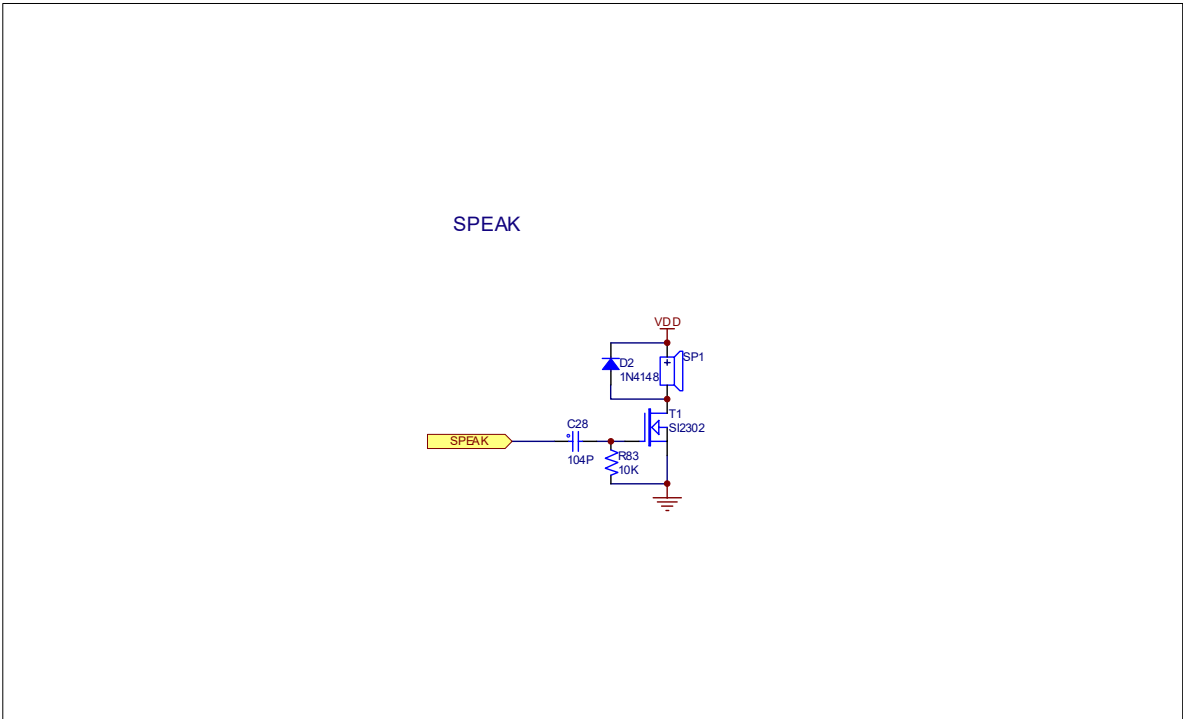 SPEAK
VDD
D2
SP1
1N4148
T1
SI2302
C28
SPEAK
104P
R83
10K